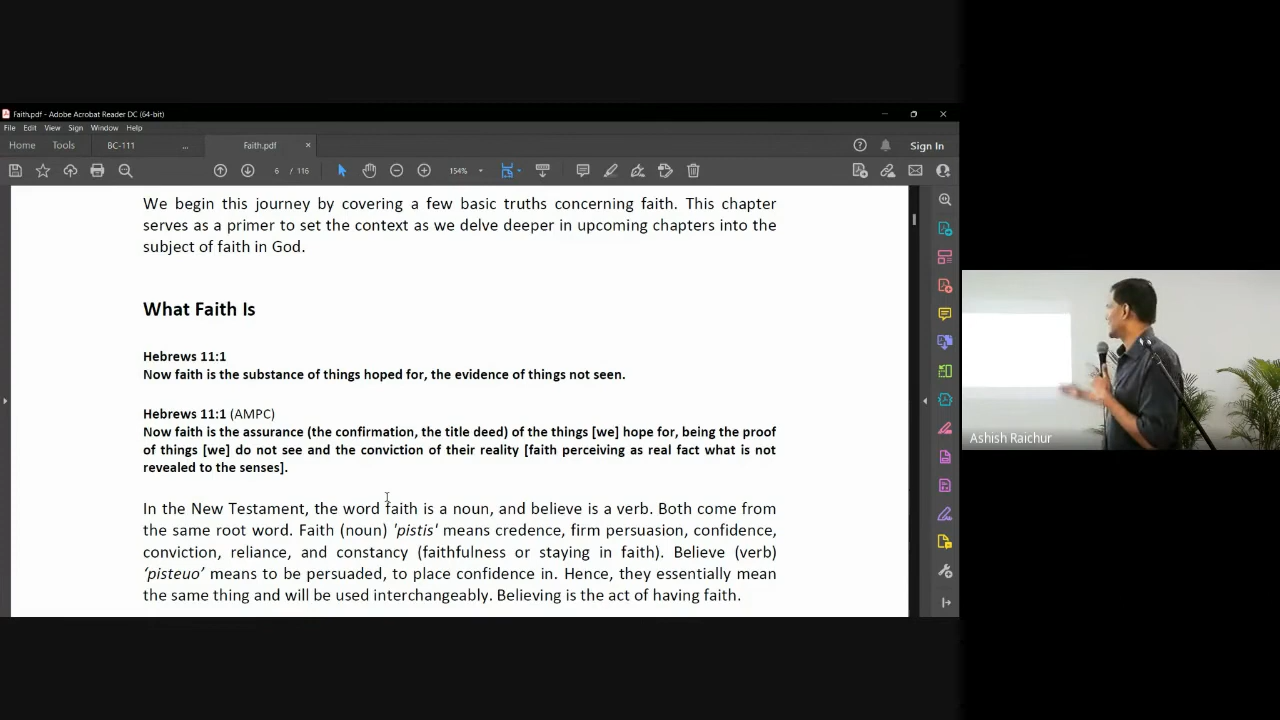 Faith.pdf - Adobe Acrobat Reader DC (64-bit)
File Edit View Sign Window Help
Home Tools BC-111 ... Faith.pdf × Sign In
6 / 116 154%
We begin this journey by covering a few basic truths concerning faith. This chapter
serves as a primer to set the context as we delve deeper in upcoming chapters into the
subject of faith in God.
What Faith Is
Hebrews 11:1
Now faith is the substance of things hoped for, the evidence of things not seen.
Hebrews 11:1 (AMPC)
Now faith is the assurance (the confirmation, the title deed) of the things [we] hope for, being the proof
of things [we] do not see and the conviction of their reality [faith perceiving as real fact what is not
revealed to the senses].
In the New Testament, the word faith is a noun, and believe is a verb. Both come from
the same root word. Faith (noun) 'pistis' means credence, firm persuasion, confidence,
conviction, reliance, and constancy (faithfulness or staying in faith). Believe (verb)
‘pisteuo’ means to be persuaded, to place confidence in. Hence, they essentially mean
the same thing and will be used interchangeably. Believing is the act of having faith.
Ashish Raichur